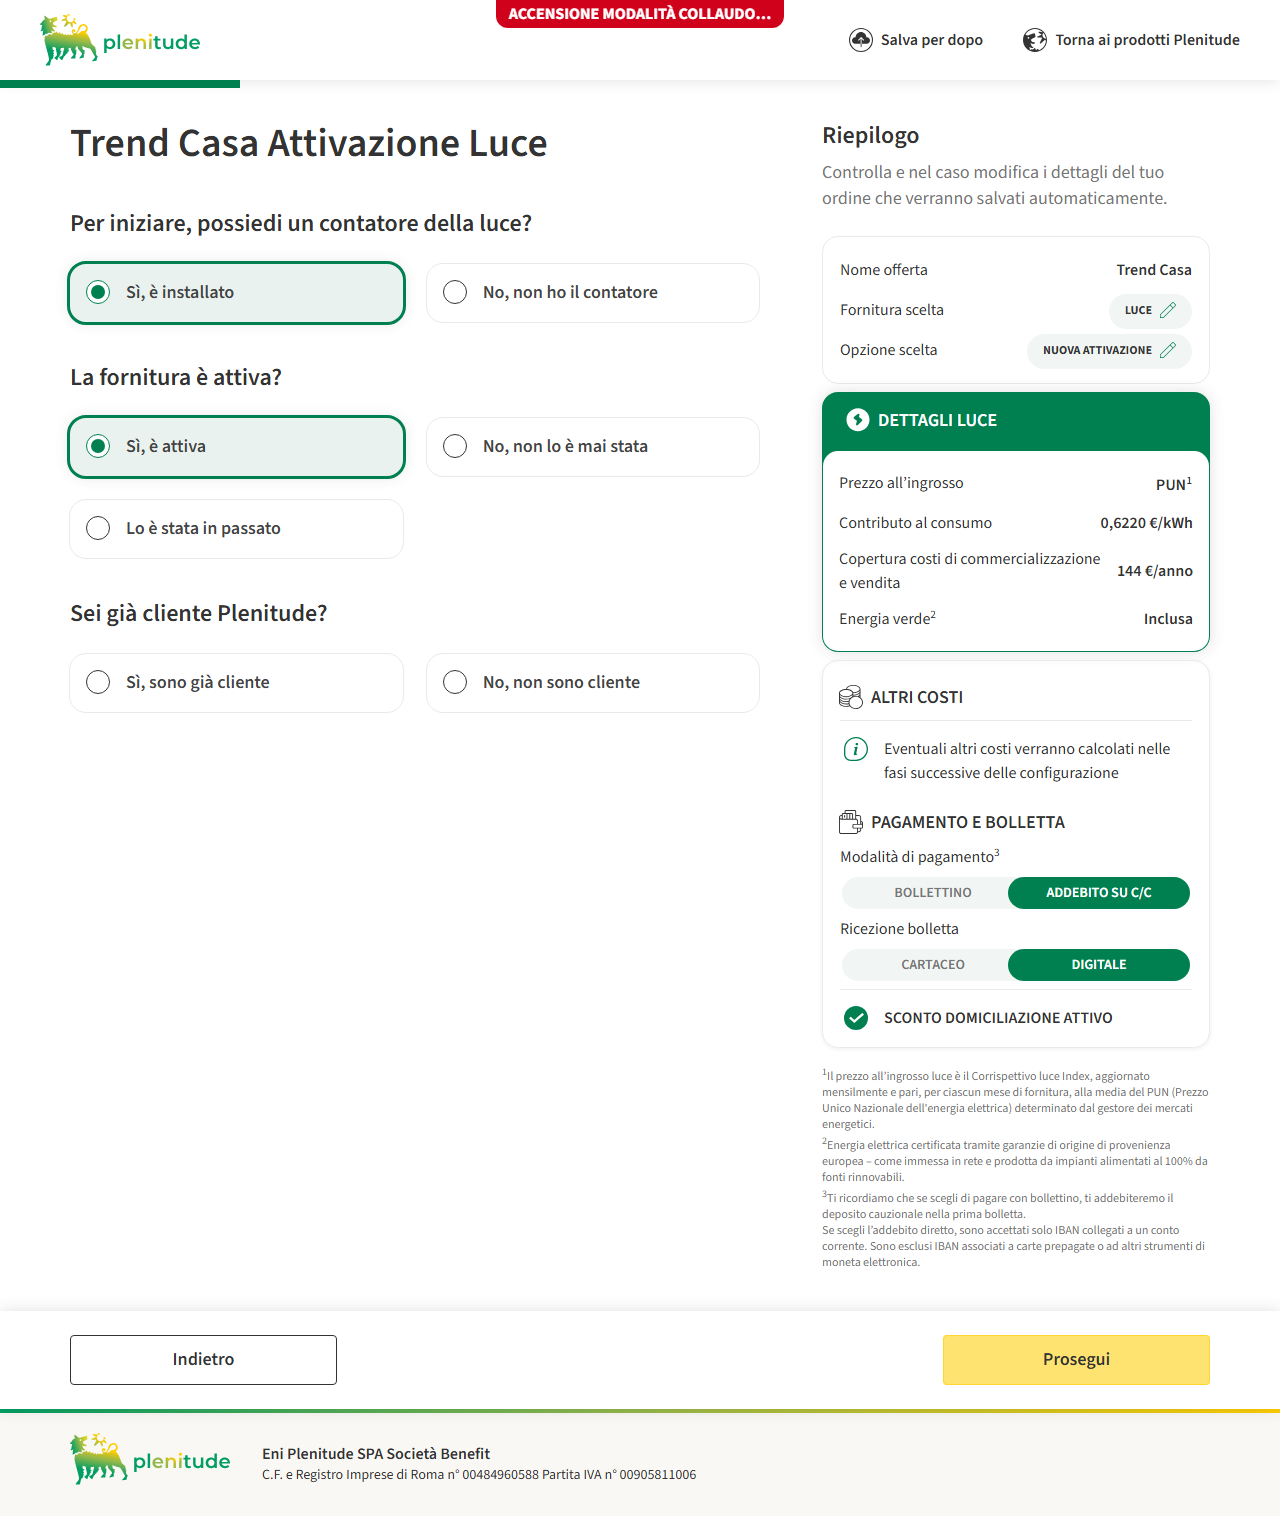 ACCENSIONE MODALITÀ COLLAUDO...
plenitude
Salva per dopo
Torna ai prodotti Plenitude
Trend Casa Attivazione Luce
Per iniziare, possiedi un contatore della luce?
Sì, è installato
No, non ho il contatore
La fornitura è attiva?
Sì, è attiva
No, non lo è mai stata
Lo è stata in passato
Sei già cliente Plenitude?
Sì, sono già cliente
No, non sono cliente
Riepilogo
Controlla e nel caso modifica i dettagli del tuo
ordine che verranno salvati automaticamente.
Nome offerta
Trend Casa
Fornitura scelta
LUCE
Opzione scelta
NUOVA ATTIVAZIONE
DETTAGLI LUCE
Prezzo all’ingrosso
PUN¹
Contributo al consumo
0,6220 €/kWh
Copertura costi di commercializzazione
e vendita
144 €/anno
Energia verde²
Inclusa
ALTRI COSTI
Eventuali altri costi verranno calcolati nelle
fasi successive delle configurazione
PAGAMENTO E BOLLETTA
Modalità di pagamento³
BOLLETTINO
ADDEBITO SU C/C
Ricezione bolletta
CARTACEO
DIGITALE
SCONTO DOMICILIAZIONE ATTIVO
¹Il prezzo all’ingrosso luce è il Corrispettivo luce Index, aggiornato
mensilmente e pari, per ciascun mese di fornitura, alla media del PUN (Prezzo
Unico Nazionale dell'energia elettrica) determinato dal gestore dei mercati
energetici.
²Energia elettrica certificata tramite garanzie di origine di provenienza
europea – come immessa in rete e prodotta da impianti alimentati al 100% da
fonti rinnovabili.
³Ti ricordiamo che se scegli di pagare con bollettino, ti addebiteremo il
deposito cauzionale nella prima bolletta.
Se scegli l’addebito diretto, sono accettati solo IBAN collegati a un conto
corrente. Sono esclusi IBAN associati a carte prepagate o ad altri strumenti di
moneta elettronica.
Indietro
Prosegui
plenitude
Eni Plenitude SPA Società Benefit
C.F. e Registro Imprese di Roma n° 00484960588 Partita IVA n° 00905811006